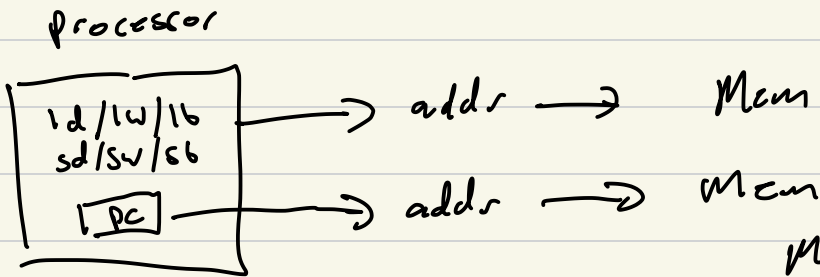 processor
ld/lw/lb → addr → Mem
sd/sw/sb
PC → addr → Mem
M